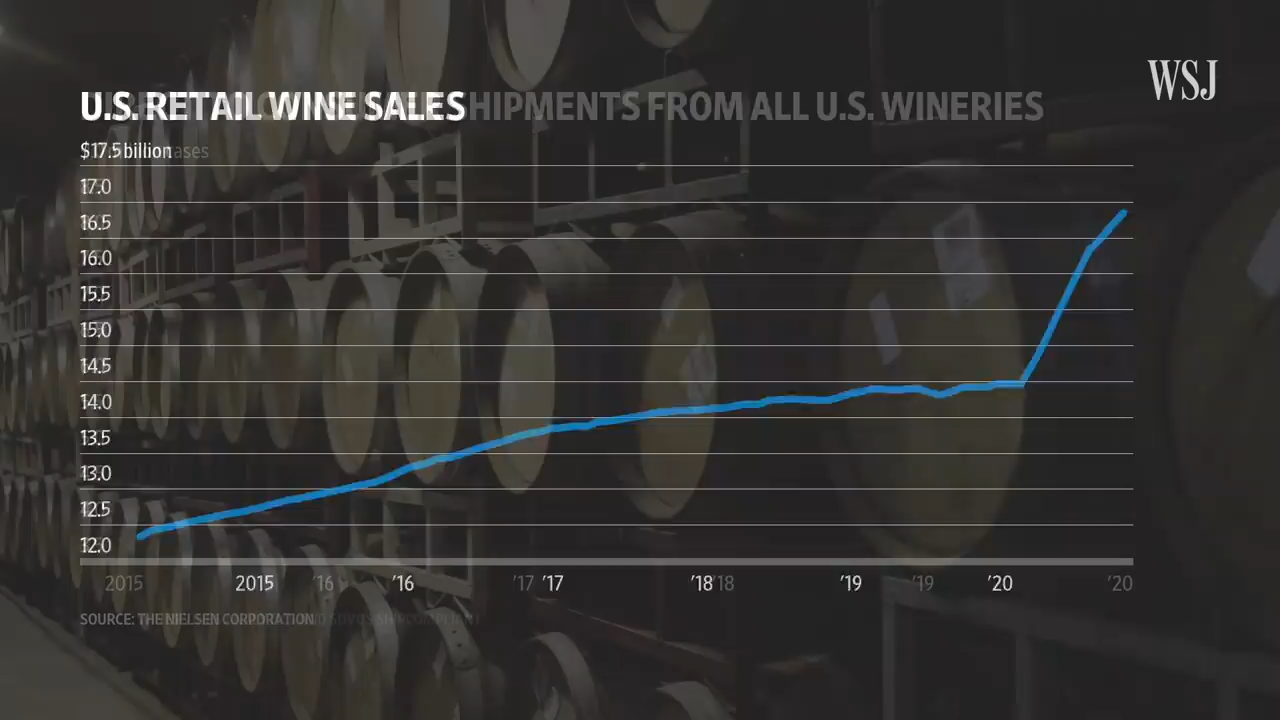 WSJ
U.S. RETAIL WINE SALES
SHIPMENTS FROM ALL U.S. WINERIES
$17.5 billion
cases
17.0
16.5
16.0
15.5
15.0
14.5
14.0
13.5
13.0
12.5
12.0
2015 2015 '16 '16 '17 '17 '18 '18 '19 '19 '20 '20
SOURCE: THE NIELSEN CORPORATION